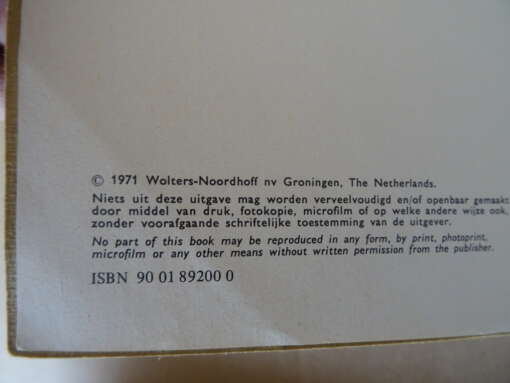 © 1971 Wolters-Noordhoff nv Groningen, The Netherlands.
Niets uit deze uitgave mag worden verveelvoudigd en/of openbaar gemaakt
door middel van druk, fotokopie, microfilm of op welke andere wijze ook,
zonder voorafgaande schriftelijke toestemming van de uitgever.
No part of this book may be reproduced in any form, by print, photoprint,
microfilm or any other means without written permission from the publisher.
ISBN 90 01 89200 0